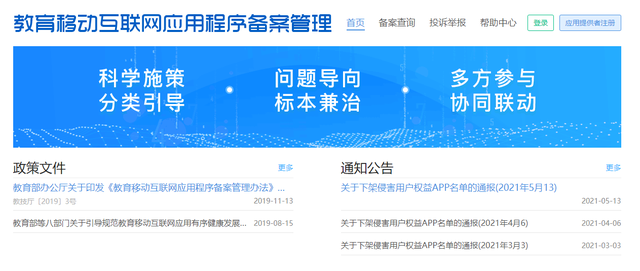 教育移动互联网应用程序备案管理
首页 备案查询 投诉举报 帮助中心 登录 应用提供者注册
科学施策 问题导向 多方参与
分类引导 标本兼治 协同联动
政策文件 更多
教育部办公厅关于印发《教育移动互联网应用程序备案管理办法》...
教技厅〔2019〕3号 2019-11-13
教育部等八部门关于引导规范教育移动互联网应用有序健康发展... 2019-08-15
通知公告 更多
关于下架侵害用户权益APP名单的通报(2021年5月13)
2021-05-13
关于下架侵害用户权益APP名单的通报(2021年4月6) 2021-04-06
关于下架侵害用户权益APP名单的通报(2021年3月3) 2021-03-03